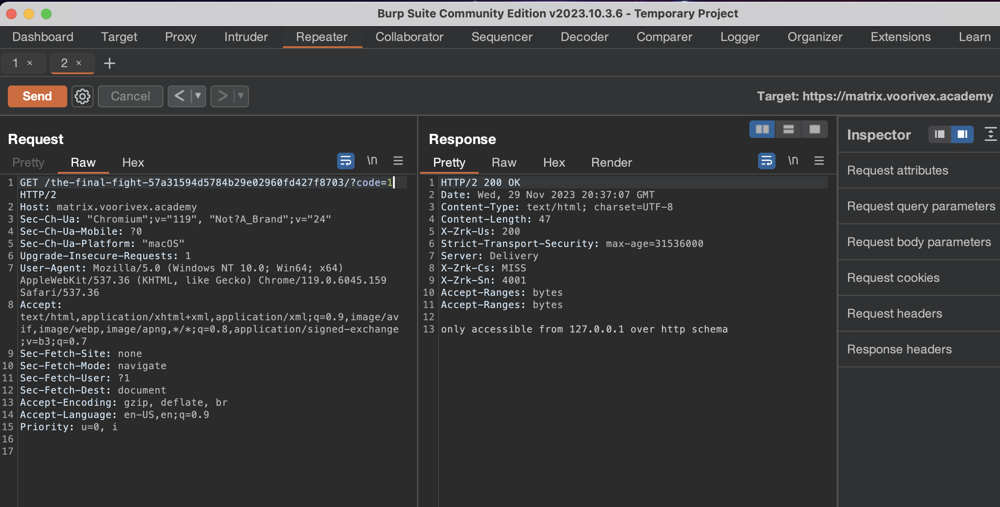 Burp Suite Community Edition v2023.10.3.6 - Temporary Project
Dashboard Target Proxy Intruder Repeater Collaborator Sequencer Decoder Comparer Logger Organizer Extensions Learn
1 × 2 × +
Send Cancel < > Target: https://matrix.voorivex.academy
Request
Pretty Raw Hex \n
1 GET /the-final-fight-57a31594d5784b29e02960fd427f8703/?code=1
HTTP/2
2 Host: matrix.voorivex.academy
3 Sec-Ch-Ua: "Chromium";v="119", "Not?A_Brand";v="24"
4 Sec-Ch-Ua-Mobile: ?0
5 Sec-Ch-Ua-Platform: "macOS"
6 Upgrade-Insecure-Requests: 1
7 User-Agent: Mozilla/5.0 (Windows NT 10.0; Win64; x64)
AppleWebKit/537.36 (KHTML, like Gecko) Chrome/119.0.6045.159
Safari/537.36
8 Accept:
text/html,application/xhtml+xml,application/xml;q=0.9,image/av
if,image/webp,image/apng,*/*;q=0.8,application/signed-exchange
;v=b3;q=0.7
9 Sec-Fetch-Site: none
10 Sec-Fetch-Mode: navigate
11 Sec-Fetch-User: ?1
12 Sec-Fetch-Dest: document
13 Accept-Encoding: gzip, deflate, br
14 Accept-Language: en-US,en;q=0.9
15 Priority: u=0, i
16
17
Response
Pretty Raw Hex Render \n
1 HTTP/2 200 OK
2 Date: Wed, 29 Nov 2023 20:37:07 GMT
3 Content-Type: text/html; charset=UTF-8
4 Content-Length: 47
5 X-Zrk-Us: 200
6 Strict-Transport-Security: max-age=31536000
7 Server: Delivery
8 X-Zrk-Cs: MISS
9 X-Zrk-Sn: 4001
10 Accept-Ranges: bytes
11 Accept-Ranges: bytes
12
13 only accessible from 127.0.0.1 over http schema
Inspector
Request attributes
Request query parameters
Request body parameters
Request cookies
Request headers
Response headers